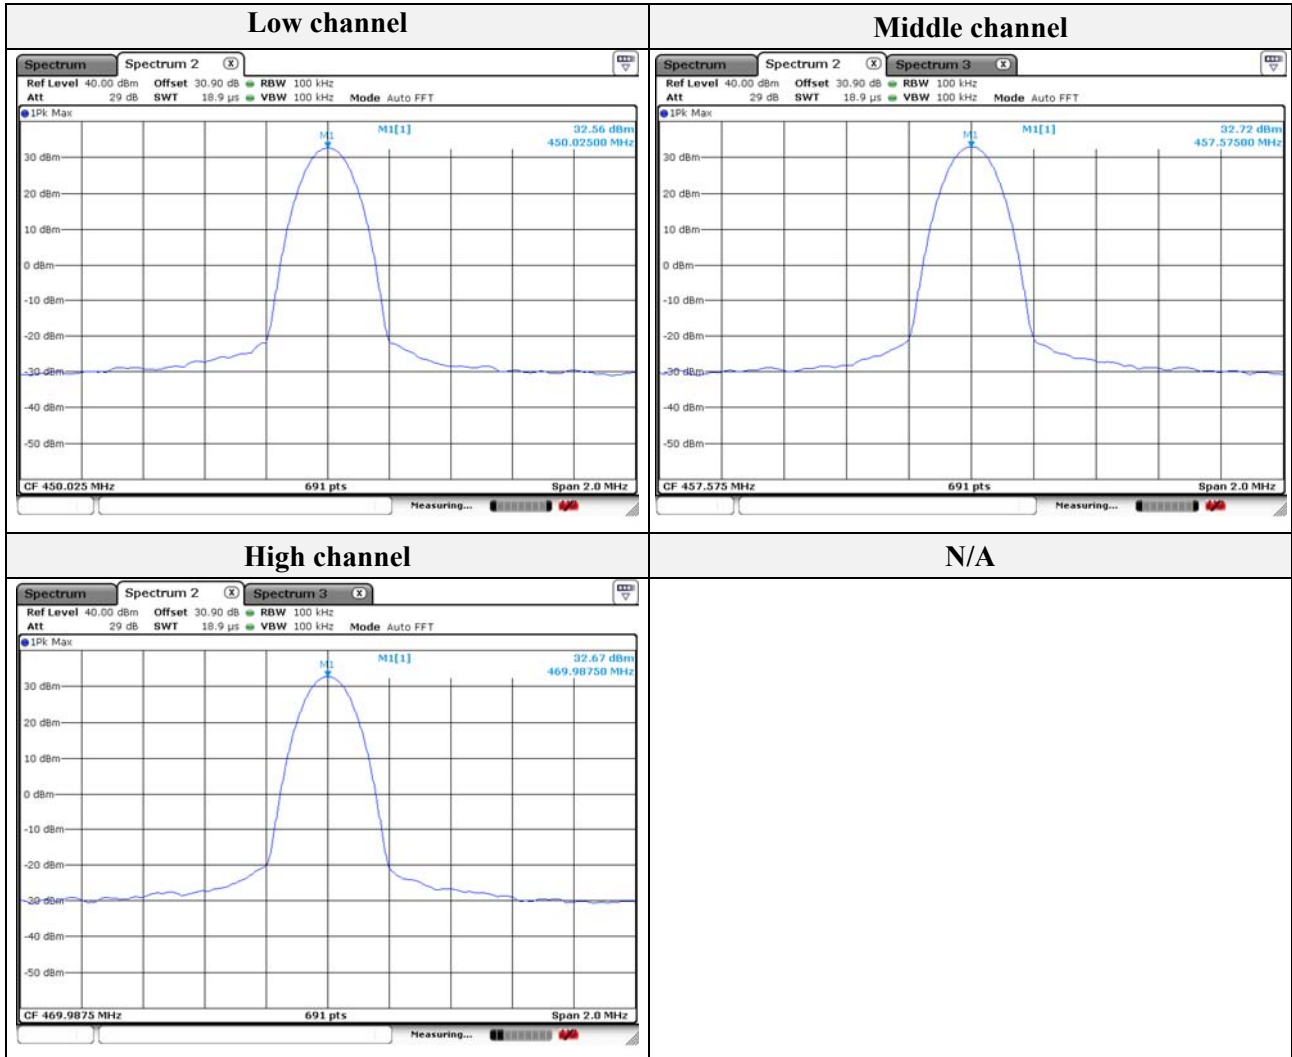 Low channel
Spectrum Spectrum 2 X
Ref Level 40.00 dBm Offset 30.90 dB RBW 100 kHz
Att 29 dB SWT 18.9 µs VBW 100 kHz Mode Auto FFT
1Pk Max
M1[1] 32.56 dBm
450.02500 MHz
M1
30 dBm
20 dBm
10 dBm
0 dBm
-10 dBm
-20 dBm
-30 dBm
-40 dBm
-50 dBm
CF 450.025 MHz 691 pts Span 2.0 MHz
Measuring...
Middle channel
Spectrum Spectrum 2 X Spectrum 3 X
Ref Level 40.00 dBm Offset 30.90 dB RBW 100 kHz
Att 29 dB SWT 18.9 µs VBW 100 kHz Mode Auto FFT
1Pk Max
M1[1] 32.72 dBm
457.57500 MHz
M1
30 dBm
20 dBm
10 dBm
0 dBm
-10 dBm
-20 dBm
-30 dBm
-40 dBm
-50 dBm
CF 457.575 MHz 691 pts Span 2.0 MHz
Measuring...
High channel
Spectrum Spectrum 2 X Spectrum 3 X
Ref Level 40.00 dBm Offset 30.90 dB RBW 100 kHz
Att 29 dB SWT 18.9 µs VBW 100 kHz Mode Auto FFT
1Pk Max
M1[1] 32.67 dBm
469.98750 MHz
M1
30 dBm
20 dBm
10 dBm
0 dBm
-10 dBm
-20 dBm
-30 dBm
-40 dBm
-50 dBm
CF 469.9875 MHz 691 pts Span 2.0 MHz
Measuring...
N/A